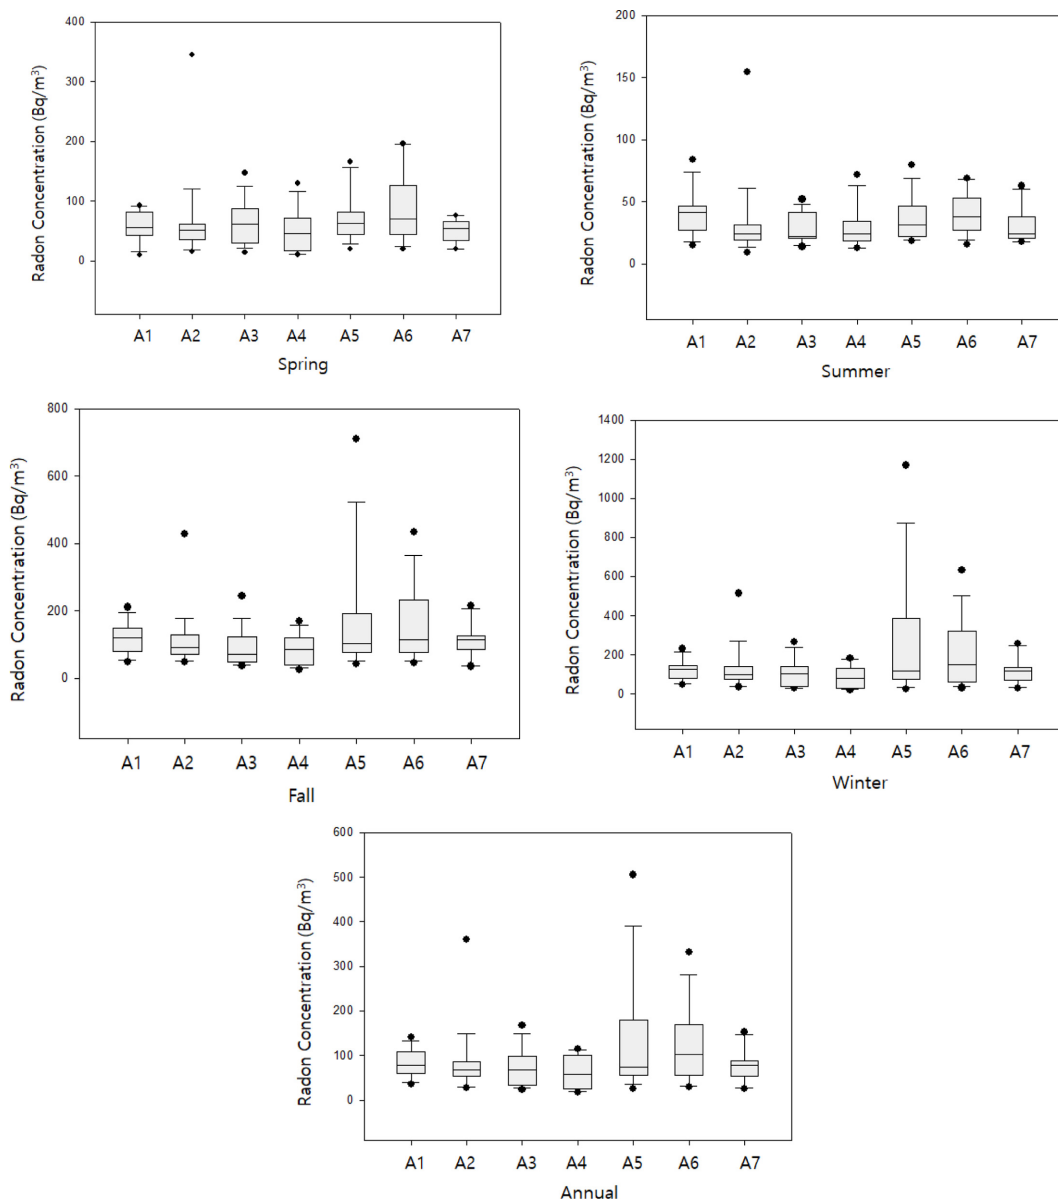 Radon Concentration (Bq/m³)
400
300
200
100
0
A1 A2 A3 A4 A5 A6 A7
Spring
Radon Concentration (Bq/m³)
200
150
100
50
0
A1 A2 A3 A4 A5 A6 A7
Summer
Radon Concentration (Bq/m³)
800
600
400
200
0
A1 A2 A3 A4 A5 A6 A7
Fall
Radon Concentration (Bq/m³)
1400
1200
1000
800
600
400
200
0
A1 A2 A3 A4 A5 A6 A7
Winter
Radon Concentration (Bq/m³)
600
500
400
300
200
100
0
A1 A2 A3 A4 A5 A6 A7
Annual